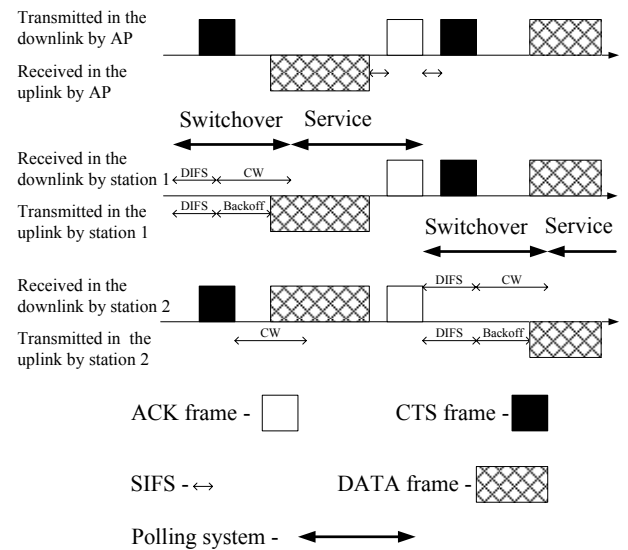 Transmitted in the
downlink by AP
Received in the
uplink by AP
Switchover Service
Received in the
downlink by station 1
DIFS CW
Transmitted in the
uplink by station 1
DIFS Backoff
Switchover Service
Received in the
downlink by station 2
DIFS CW
Transmitted in the
uplink by station 2
CW DIFS Backoff
ACK frame - CTS frame -
SIFS - DATA frame -
Polling system -